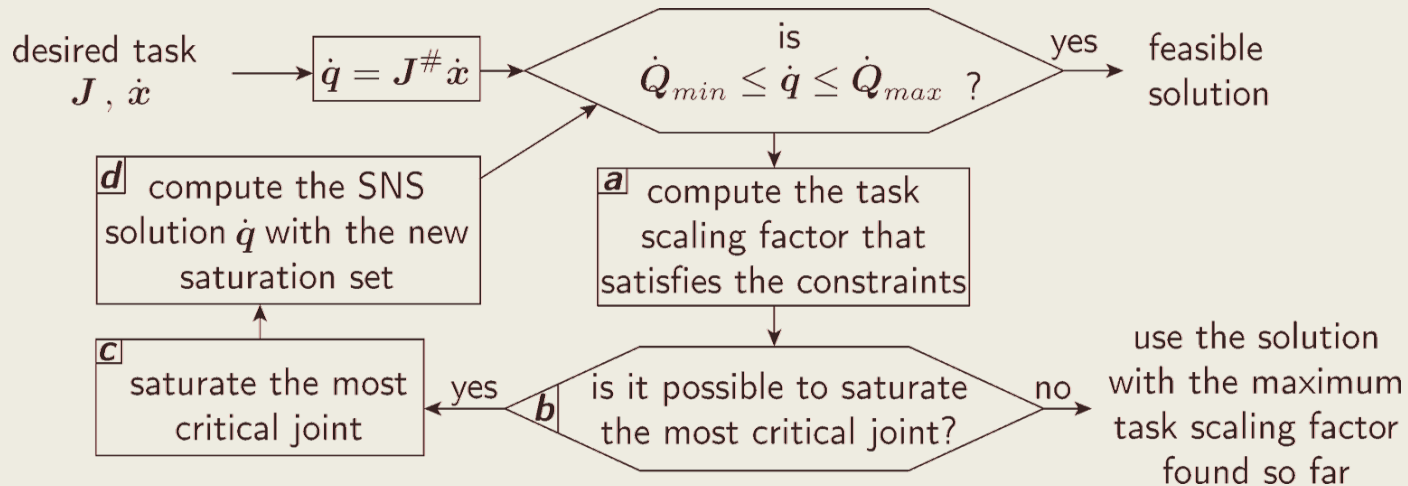 desired task
J , ẋ
q̇ = J^# ẋ
is
Q̇_min ≤ q̇ ≤ Q̇_max ?
yes
feasible
solution
d
compute the SNS
solution q̇ with the new
saturation set
a
compute the task
scaling factor that
satisfies the constraints
c
saturate the most
critical joint
yes
b
is it possible to saturate
the most critical joint?
no
use the solution
with the maximum
task scaling factor
found so far